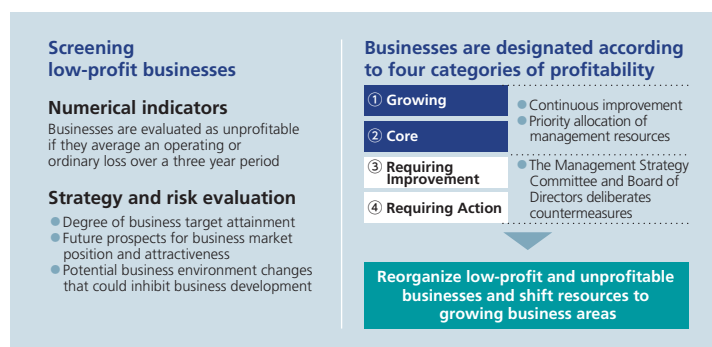 Screening
low-profit businesses
Numerical indicators
Businesses are evaluated as unprofitable
if they average an operating or
ordinary loss over a three year period
Strategy and risk evaluation
● Degree of business target attainment
● Future prospects for business market
position and attractiveness
● Potential business environment changes
that could inhibit business development
Businesses are designated according
to four categories of profitability
① Growing
② Core
③ Requiring
Improvement
④ Requiring Action
● Continuous improvement
● Priority allocation of
management resources
● The Management Strategy
Committee and Board of
Directors deliberates
countermeasures
Reorganize low-profit and unprofitable
businesses and shift resources to
growing business areas